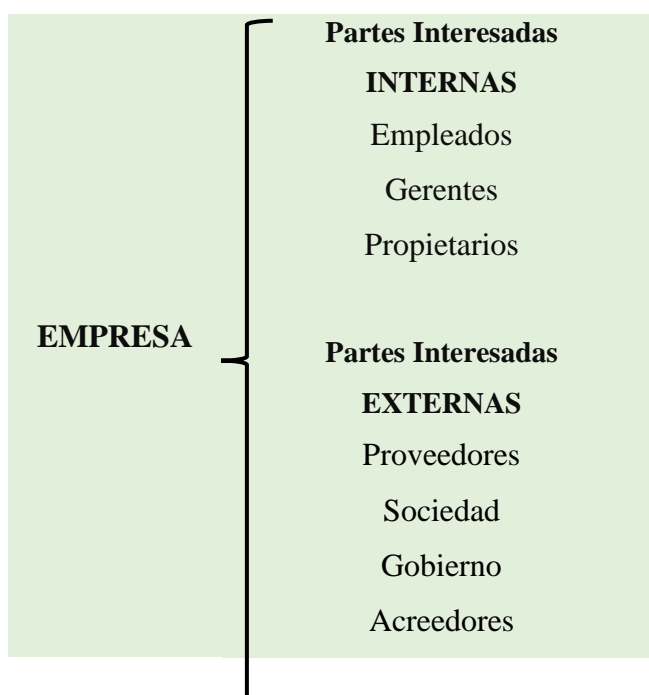 EMPRESA
Partes Interesadas
INTERNAS
Empleados
Gerentes
Propietarios
Partes Interesadas
EXTERNAS
Proveedores
Sociedad
Gobierno
Acreedores